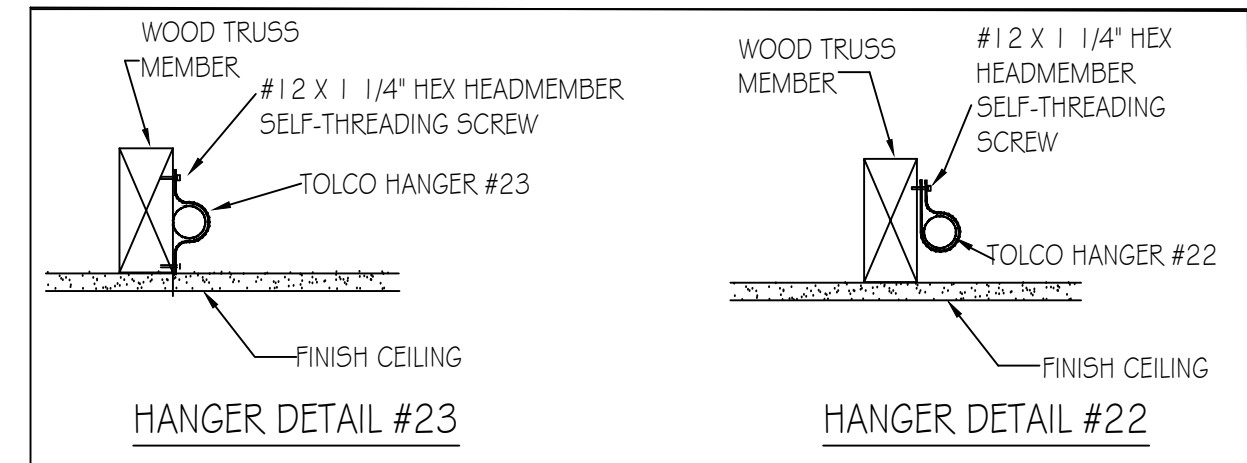 WOOD TRUSS
MEMBER
#12 X 1 1/4" HEX HEADMEMBER
SELF-THREADING SCREW
TOLCO HANGER #23
FINISH CEILING
HANGER DETAIL #23
WOOD TRUSS
MEMBER
#12 X 1 1/4" HEX
HEADMEMBER
SELF-THREADING
SCREW
TOLCO HANGER #22
FINISH CEILING
HANGER DETAIL #22